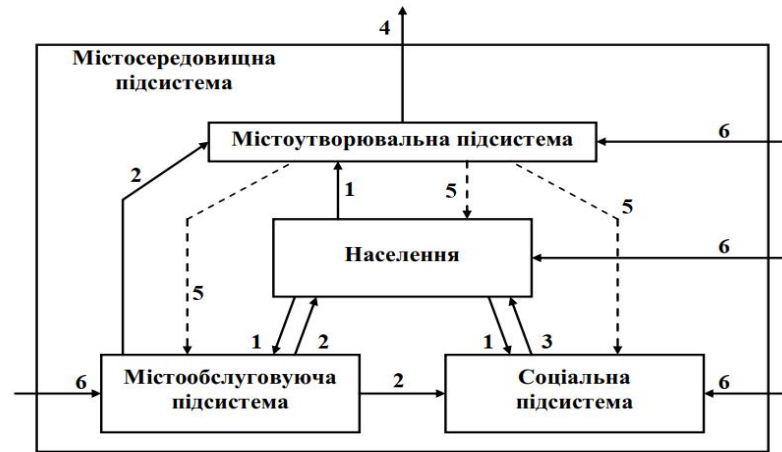 4
Містосередовищна
підсистема
Містоутворювальна підсистема
6
2
1
5
5
Населення
6
5
1
2
1
3
6
Містообслуговуюча
підсистема
2
Соціальна
підсистема
6